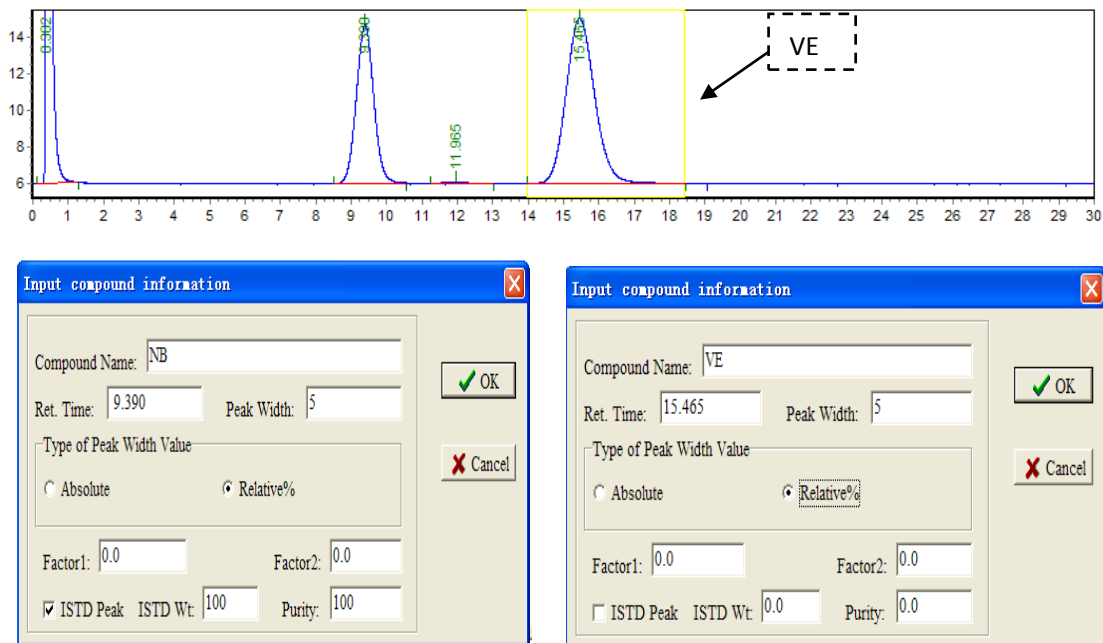 14
12
10
8
6
0.302
9.390
11.965
15.465
VE
0 1 2 3 4 5 6 7 8 9 10 11 12 13 14 15 16 17 18 19 20 21 22 23 24 25 26 27 28 29 30
Input compound information
Compound Name: NB
Ret. Time: 9.390 Peak Width: 5
OK
Type of Peak Width Value
Absolute Relative%
Cancel
Factor1: 0.0 Factor2: 0.0
ISTD Peak ISTD Wt: 100 Purity: 100
Input compound information
Compound Name: VE
Ret. Time: 15.465 Peak Width: 5
OK
Type of Peak Width Value
Absolute Relative%
Cancel
Factor1: 0.0 Factor2: 0.0
ISTD Peak ISTD Wt: 0.0 Purity: 0.0